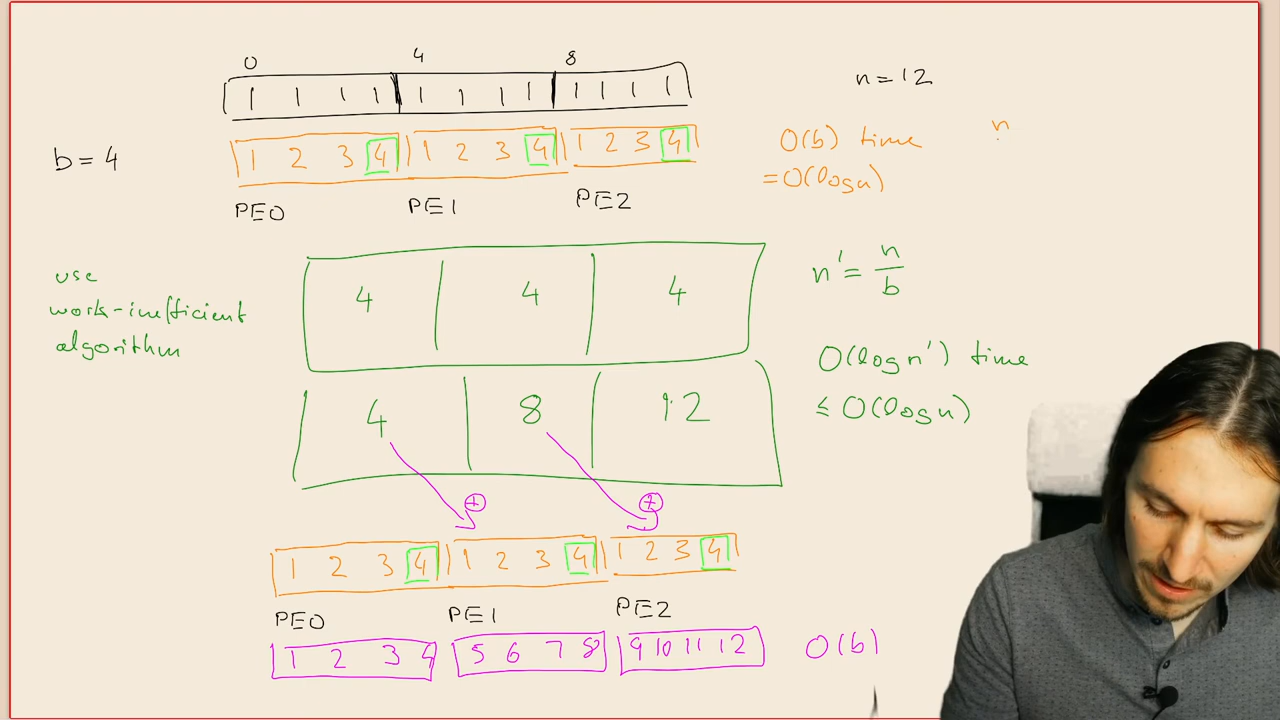 0 4 8
1 1 1 1 1 1 1 1 1 1 1 1
n = 12
b = 4
1 2 3 4 1 2 3 4 1 2 3 4
O(b) time
= O(log n)
n
PE0 PE1 PE2
use
work-inefficient
algorithm
4 4 4
n' = n/b
4 8 12
O(log n') time
≤ O(log n)
+ +
1 2 3 4 1 2 3 4 1 2 3 4
PE0 PE1 PE2
1 2 3 4 5 6 7 8 9 10 11 12
O(b)